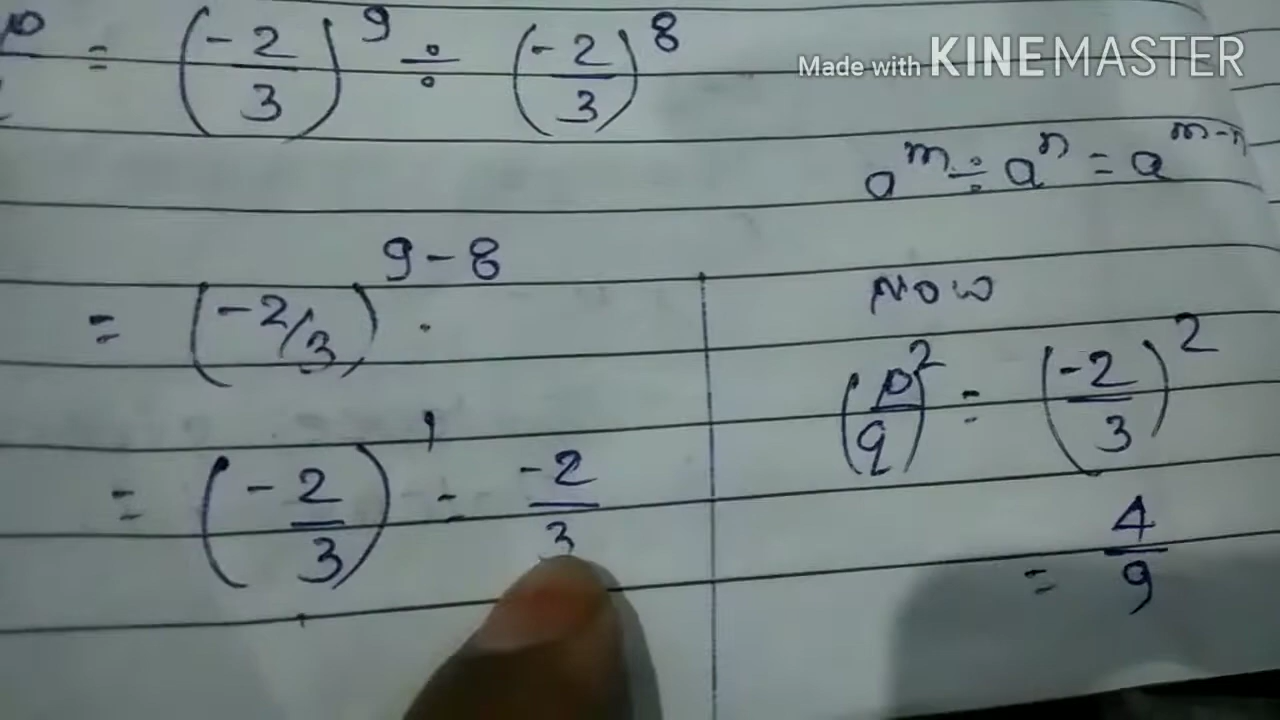 p/q = (-2/3)^9 ÷ (-2/3)^8
Made with KINEMASTER
a^m ÷ a^n = a^(m-n)
= (-2/3)^(9-8) .
= (-2/3)^1 = -2/3
Now
(p/q)^2 = (-2/3)^2
= 4/9